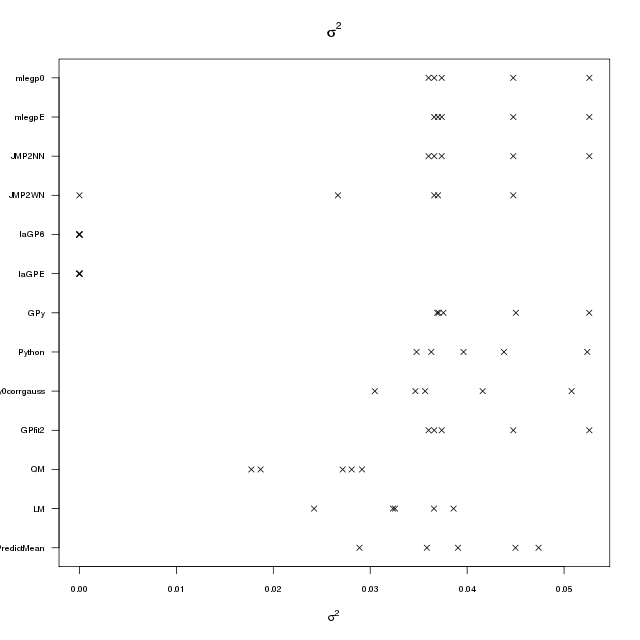 σ²
mlegp0
mlegpE
JMP2NN
JMP2WN
laGP6
laGPE
GPy
Python
y0corrgauss
GPfit2
QM
LM
PredictMean
0.00 0.01 0.02 0.03 0.04 0.05
σ²